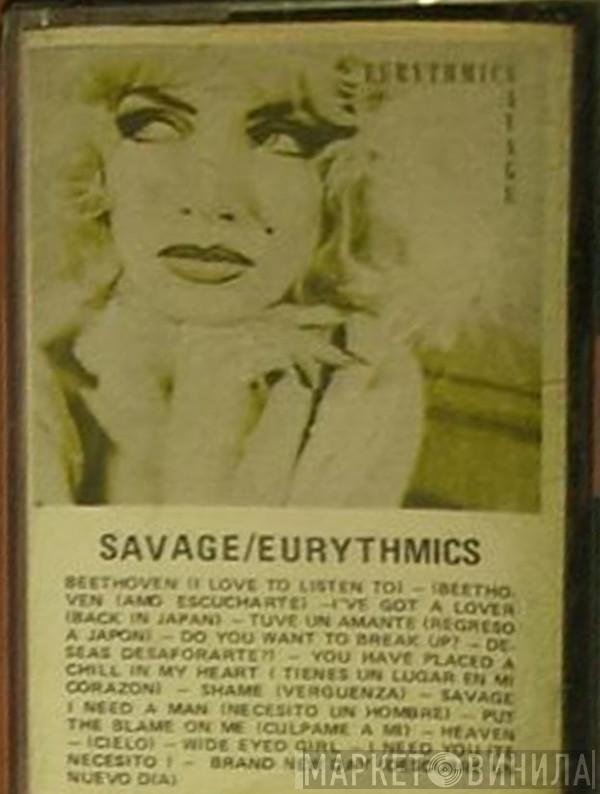 EURYTHMICS
SAVAGE
SAVAGE/EURYTHMICS
BEETHOVEN (I LOVE TO LISTEN TO) – (BEETHO-
VEN (AMO ESCUCHARTE) –I'VE GOT A LOVER
(BACK IN JAPAN) – TUVE UN AMANTE (REGRESO
A JAPON) – DO YOU WANT TO BREAK UP? – DE-
SEAS DESAFORARTE?) – YOU HAVE PLACED A
CHILL IN MY HEART ( TIENES UN LUGAR EN MI
CORAZON) – SHAME (VERGUENZA) – SAVAGE
I NEED A MAN (NECESITO UN HOMBRE) – PUT
THE BLAME ON ME (CULPAME A MI) – HEAVEN
– (CIELO) – WIDE EYED GIRL – I NEED YOU (TE
NECESITO ) – BRAND NEW DAY
NUEVO DIA)
МАРКЕТ ВИНИЛА